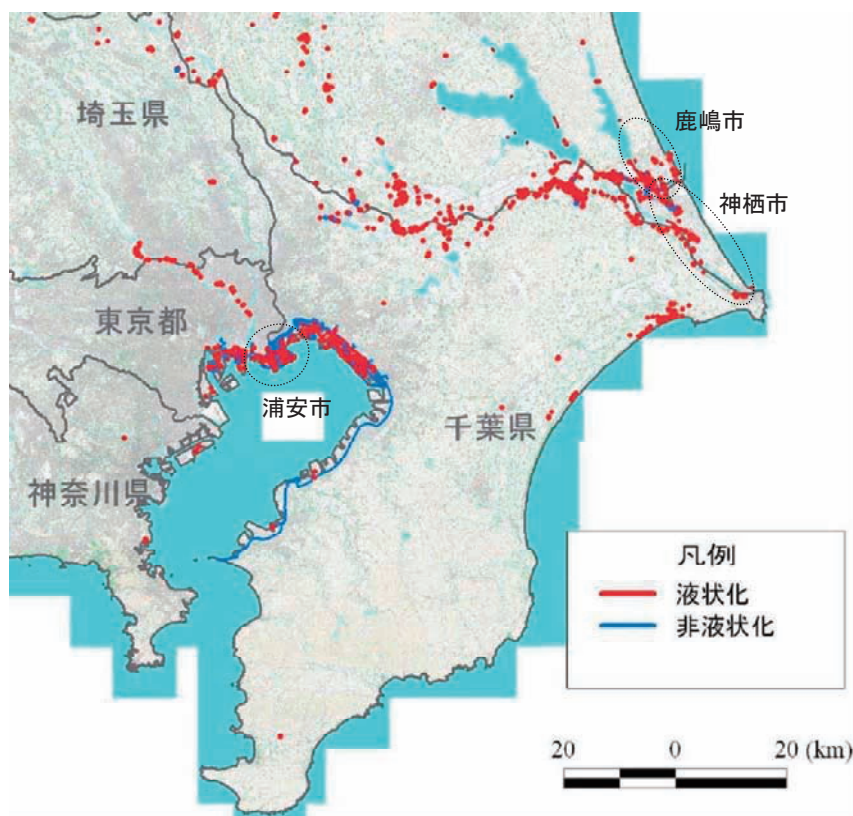 埼玉県
鹿嶋市
神栖市
東京都
浦安市
千葉県
神奈川県
凡例
液状化
非液状化
20 0 20 (km)